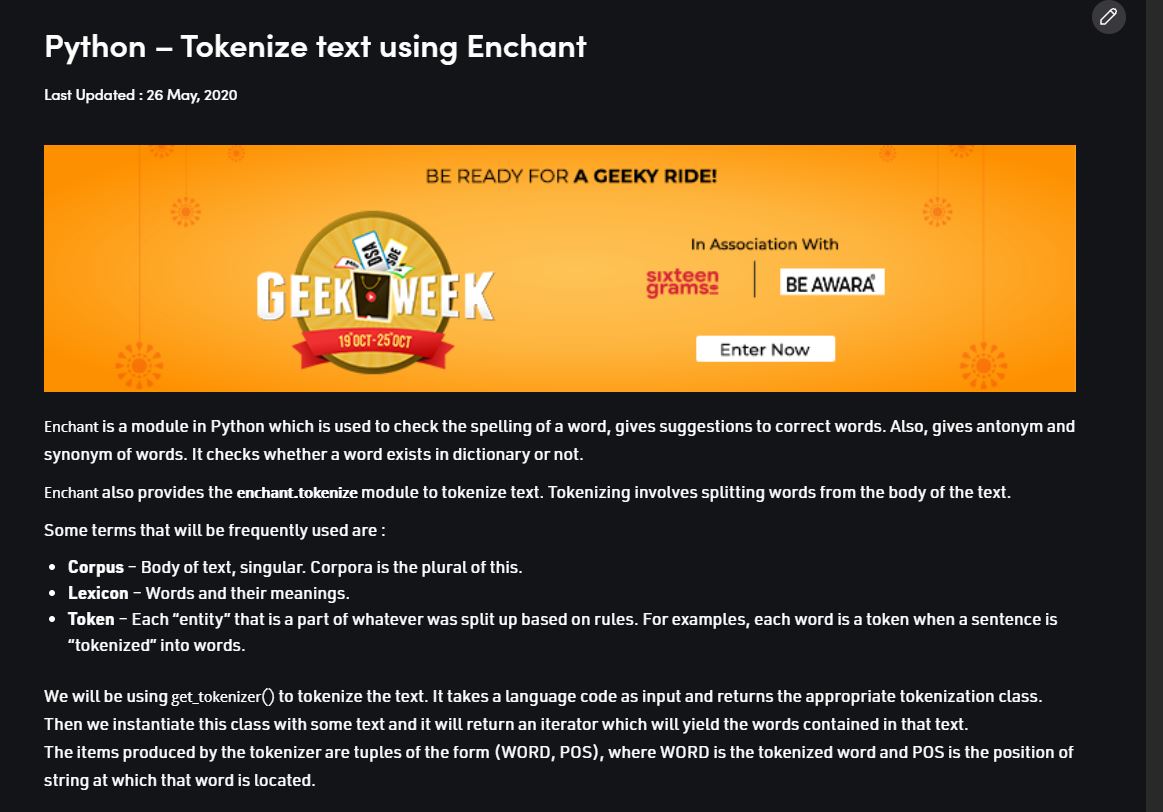 Python – Tokenize text using Enchant
Last Updated : 26 May, 2020
BE READY FOR A GEEKY RIDE!
DSA
SDE
GEEK WEEK
19th OCT-25th OCT
In Association With
sixteen
grams
BE AWARA
Enter Now
Enchant is a module in Python which is used to check the spelling of a word, gives suggestions to correct words. Also, gives antonym and
synonym of words. It checks whether a word exists in dictionary or not.
Enchant also provides the enchant.tokenize module to tokenize text. Tokenizing involves splitting words from the body of the text.
Some terms that will be frequently used are :
• Corpus – Body of text, singular. Corpora is the plural of this.
• Lexicon – Words and their meanings.
• Token – Each “entity” that is a part of whatever was split up based on rules. For examples, each word is a token when a sentence is
“tokenized” into words.
We will be using get_tokenizer() to tokenize the text. It takes a language code as input and returns the appropriate tokenization class.
Then we instantiate this class with some text and it will return an iterator which will yield the words contained in that text.
The items produced by the tokenizer are tuples of the form (WORD, POS), where WORD is the tokenized word and POS is the position of
string at which that word is located.